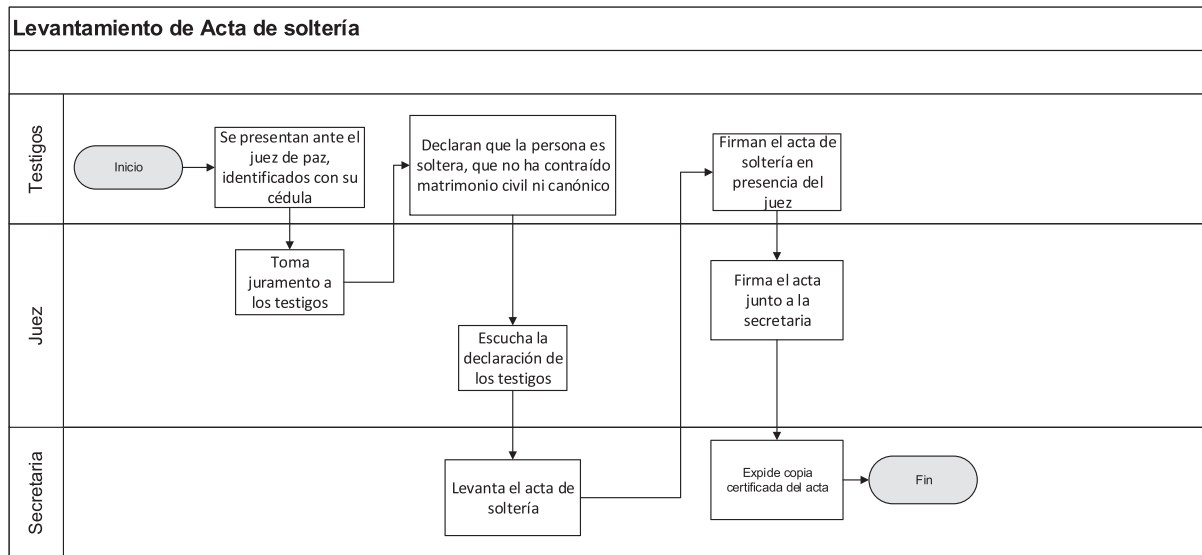 Levantamiento de Acta de soltería
Testigos
Inicio
Se presentan ante el
juez de paz,
identificados con su
cédula
Declaran que la persona es
soltera, que no ha contraído
matrimonio civil ni canónico
Firman el acta de
soltería en
presencia del
juez
Juez
Toma
juramento a
los testigos
Escucha la
declaración de
los testigos
Firma el acta
junto a la
secretaria
Secretaria
Levanta el acta de
soltería
Expide copia
certificada del acta
Fin